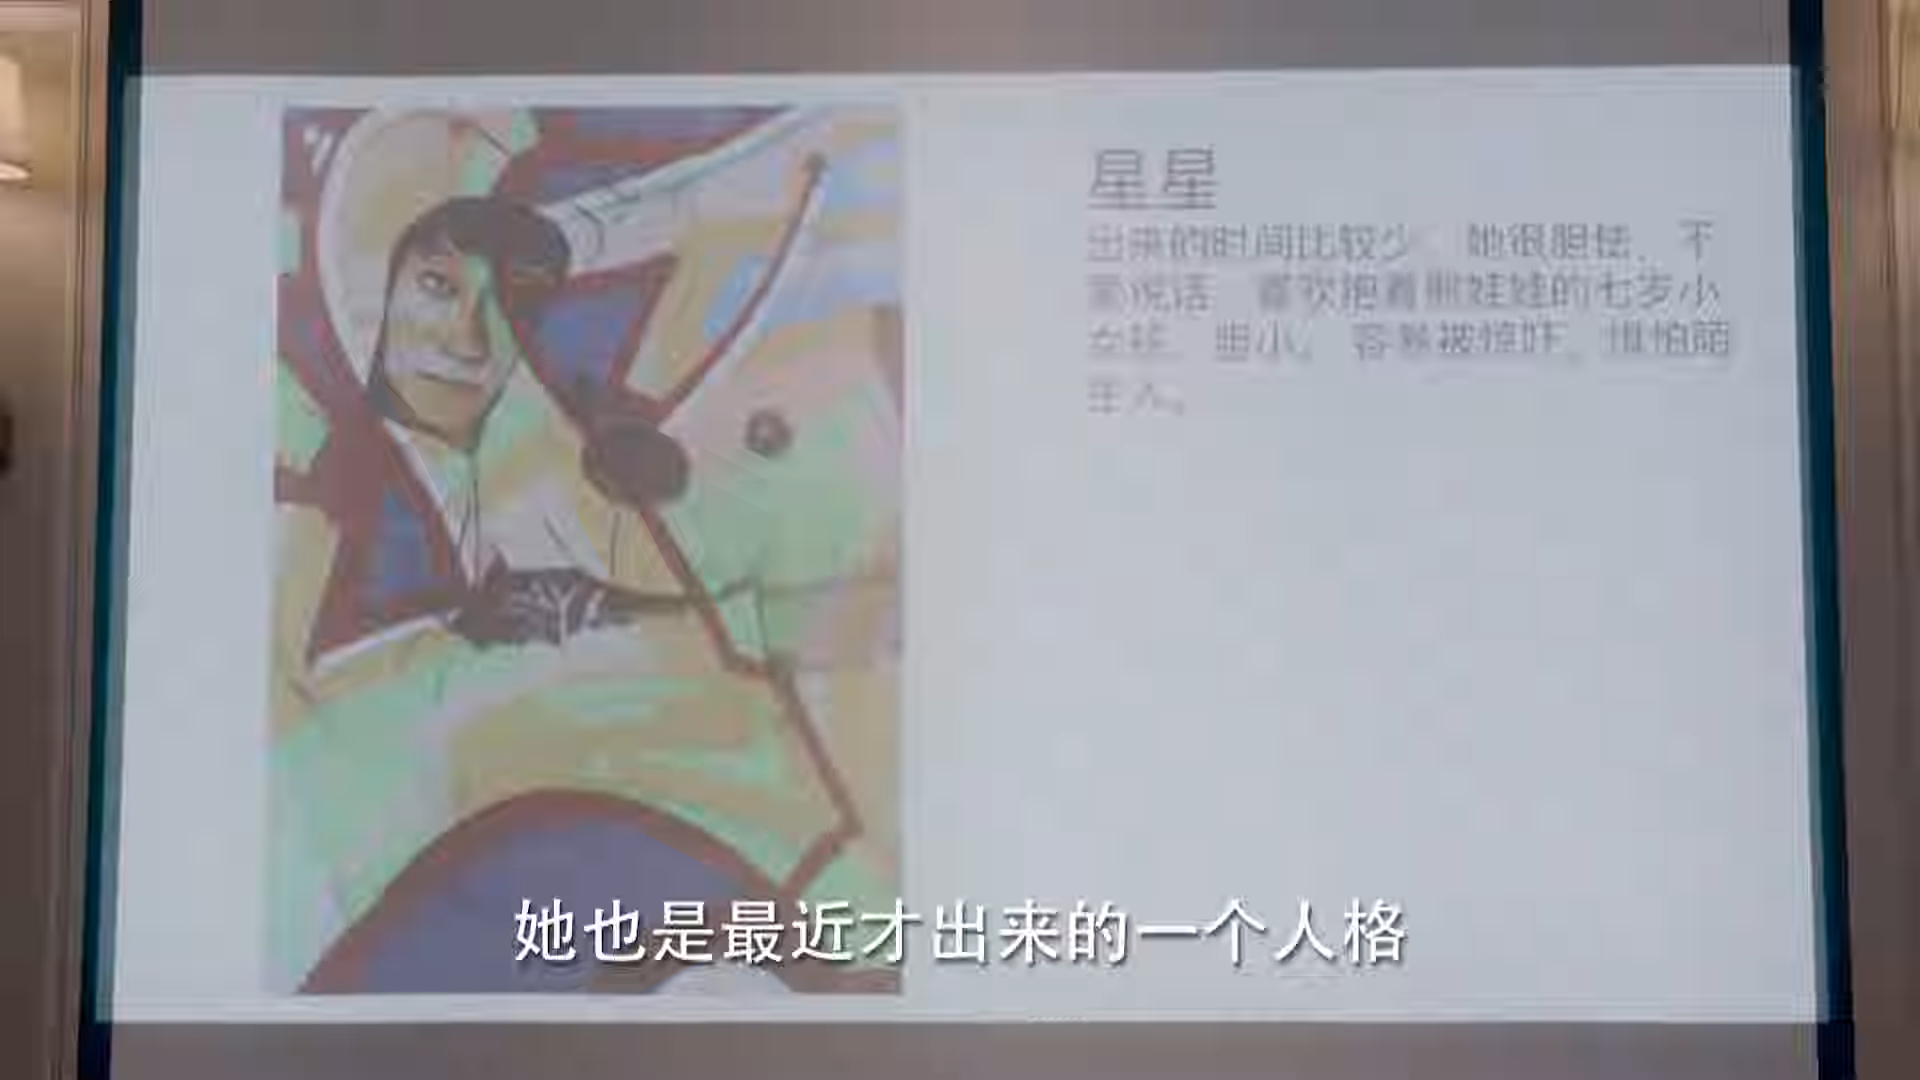 星星
出来的时间比较少，她很胆怯，不
爱说话，喜欢抱着熊娃娃的七岁小
女孩，胆小，容易被惊吓，惧怕陌
生人。
她也是最近才出来的一个人格